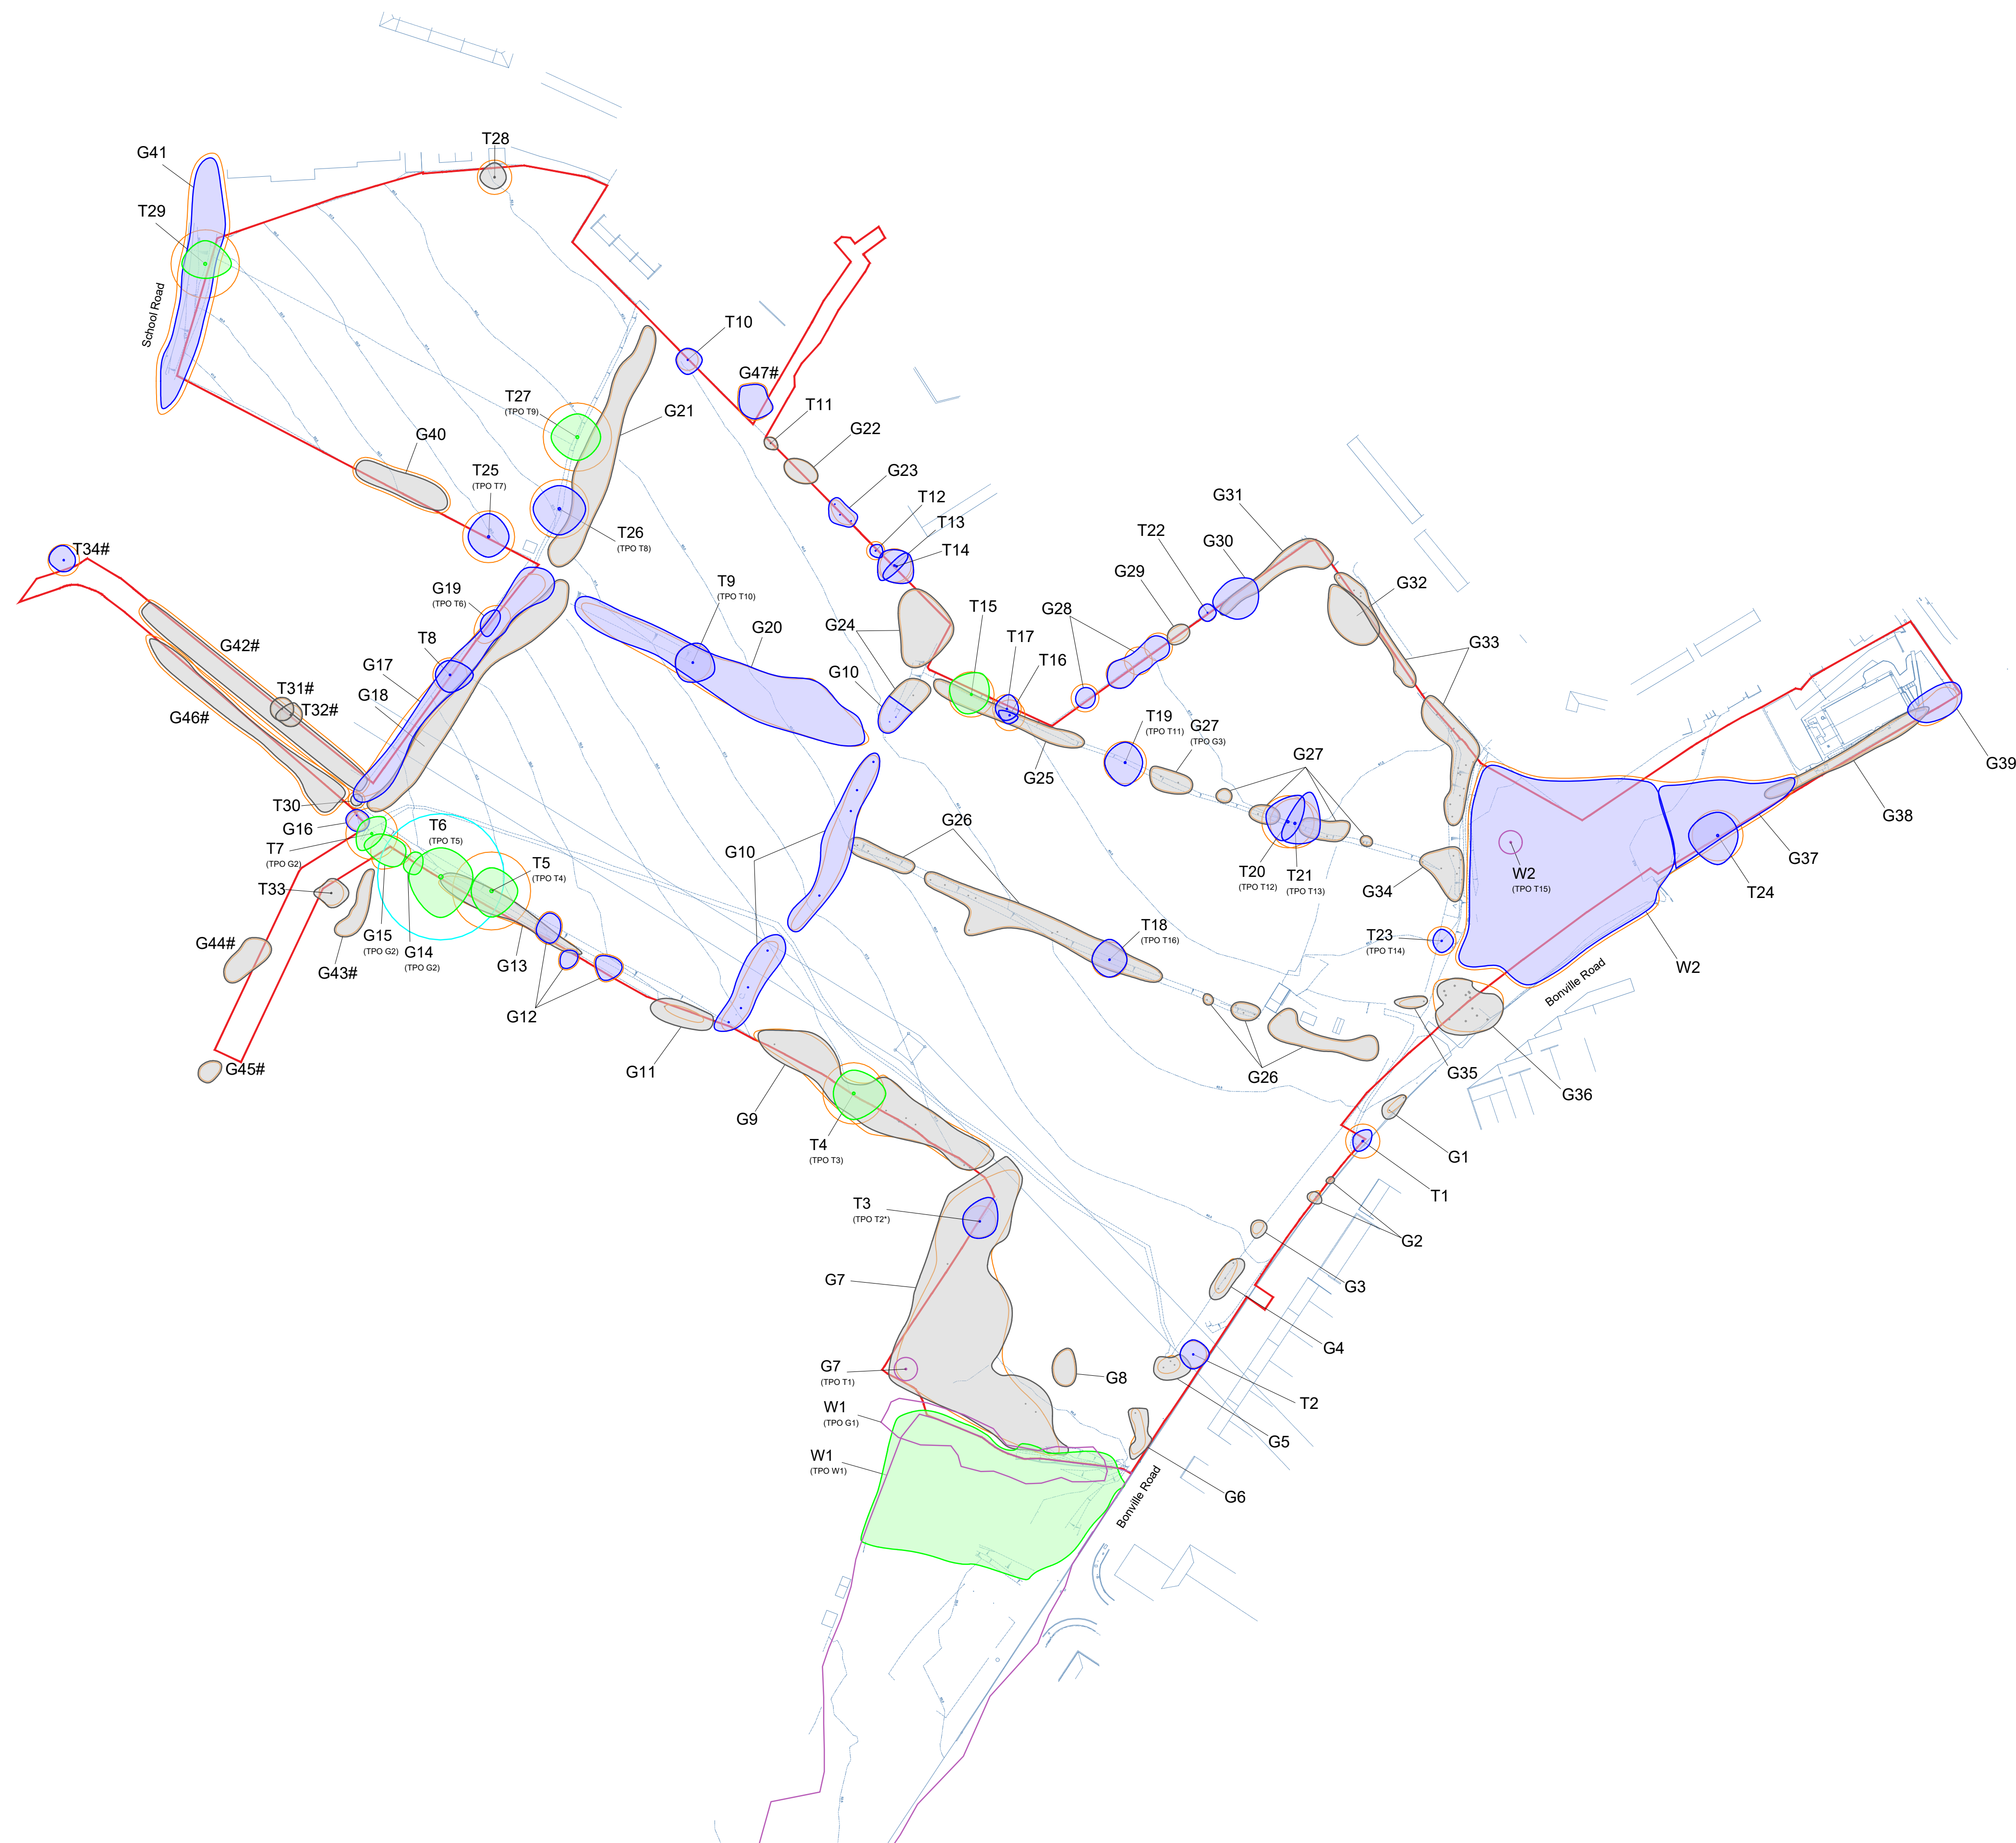 T28
G41
T29
School Road
T10
G47#
T27
(TPO T9)
G21
T11
G22
G40
T25
(TPO T7)
G23
T12
T13
T14
T26
(TPO T8)
G31
T22
G30
T34#
G29
G32
G19
(TPO T6)
T9
(TPO T10)
G28
T15
G20
G24
T17
T16
T8
G42#
G33
G17
G18
G10
T31#
T32#
G46#
T19
(TPO T11)
G27
(TPO G3)
G27
G25
G39
T30
G16
T7
(TPO G2)
T6
(TPO T5)
T5
(TPO T4)
G26
G38
G10
G37
T33
T20
(TPO T12)
T21
(TPO T13)
G34
W2
(TPO T15)
T24
G44#
G43#
G15
(TPO G2)
G14
(TPO G2)
G13
T18
(TPO T16)
T23
(TPO T14)
W2
Bonville Road
G12
G45#
G11
G26
G35
G36
G9
T4
(TPO T3)
G1
T1
T3
(TPO T2*)
G2
G7
G3
G4
G7
(TPO T1)
G8
T2
W1
(TPO G1)
G5
W1
(TPO W1)
G6
Bonville Road